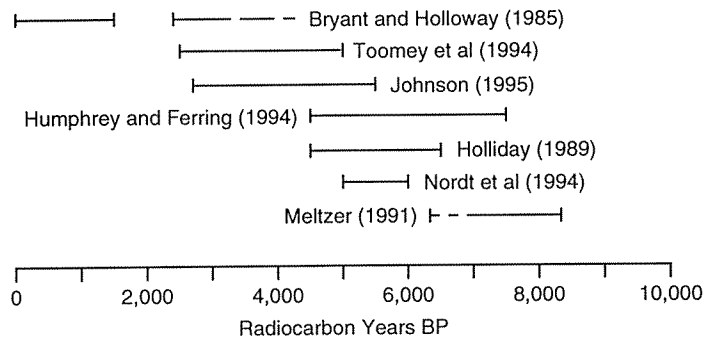 Bryant and Holloway (1985)
Toomey et al (1994)
Johnson (1995)
Humphrey and Ferring (1994)
Holliday (1989)
Nordt et al (1994)
Meltzer (1991)
0 2,000 4,000 6,000 8,000 10,000
Radiocarbon Years BP